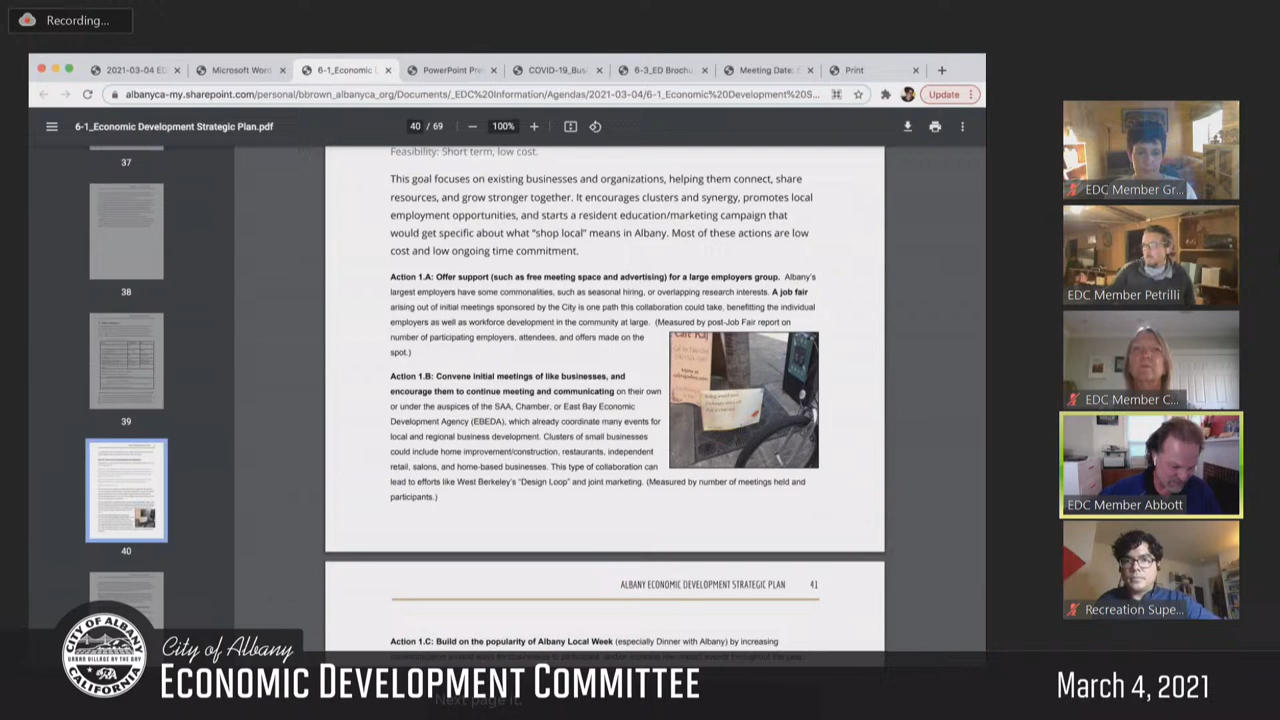 Recording...
2021-03-04 ED
Microsoft Word
6-1_Economic
PowerPoint Pre
COVID-19_Bus
6-3_ED Brochu
Meeting Date:
Print
albanyca-my.sharepoint.com/personal/bbrown_albanyca_org/Documents/_EDC%20Information/Agendas/2021-03-04/6-1_Economic%20Development%20S...
Update
6-1_Economic Development Strategic Plan.pdf
40 / 69
100%
37
38
39
40
Feasibility: Short term, low cost.
This goal focuses on existing businesses and organizations, helping them connect, share
resources, and grow stronger together. It encourages clusters and synergy, promotes local
employment opportunities, and starts a resident education/marketing campaign that
would get specific about what “shop local” means in Albany. Most of these actions are low
cost and low ongoing time commitment.
Action 1.A: Offer support (such as free meeting space and advertising) for a large employers group. Albany's
largest employers have some commonalities, such as seasonal hiring, or overlapping research interests. A job fair
arising out of initial meetings sponsored by the City is one path this collaboration could take, benefitting the individual
employers as well as workforce development in the community at large. (Measured by post-Job Fair report on
number of participating employers, attendees, and offers made on the
spot.)
Action 1.B: Convene initial meetings of like businesses, and
encourage them to continue meeting and communicating on their own
or under the auspices of the SAA, Chamber, or East Bay Economic
Development Agency (EBEDA), which already coordinate many events for
local and regional business development. Clusters of small businesses
could include home improvement/construction, restaurants, independent
retail, salons, and home-based businesses. This type of collaboration can
lead to efforts like West Berkeley's "Design Loop" and joint marketing. (Measured by number of meetings held and
participants.)
ALBANY ECONOMIC DEVELOPMENT STRATEGIC PLAN 41
Action 1.C: Build on the popularity of Albany Local Week (especially Dinner with Albany) by increasing
EDC Member Gr...
EDC Member Petrilli
EDC Member C...
EDC Member Abbott
Recreation Supe...
CITY OF ALBANY
URBAN VILLAGE BY THE BAY
CALIFORNIA
City of Albany
ECONOMIC DEVELOPMENT COMMITTEE
March 4, 2021
Next page it.